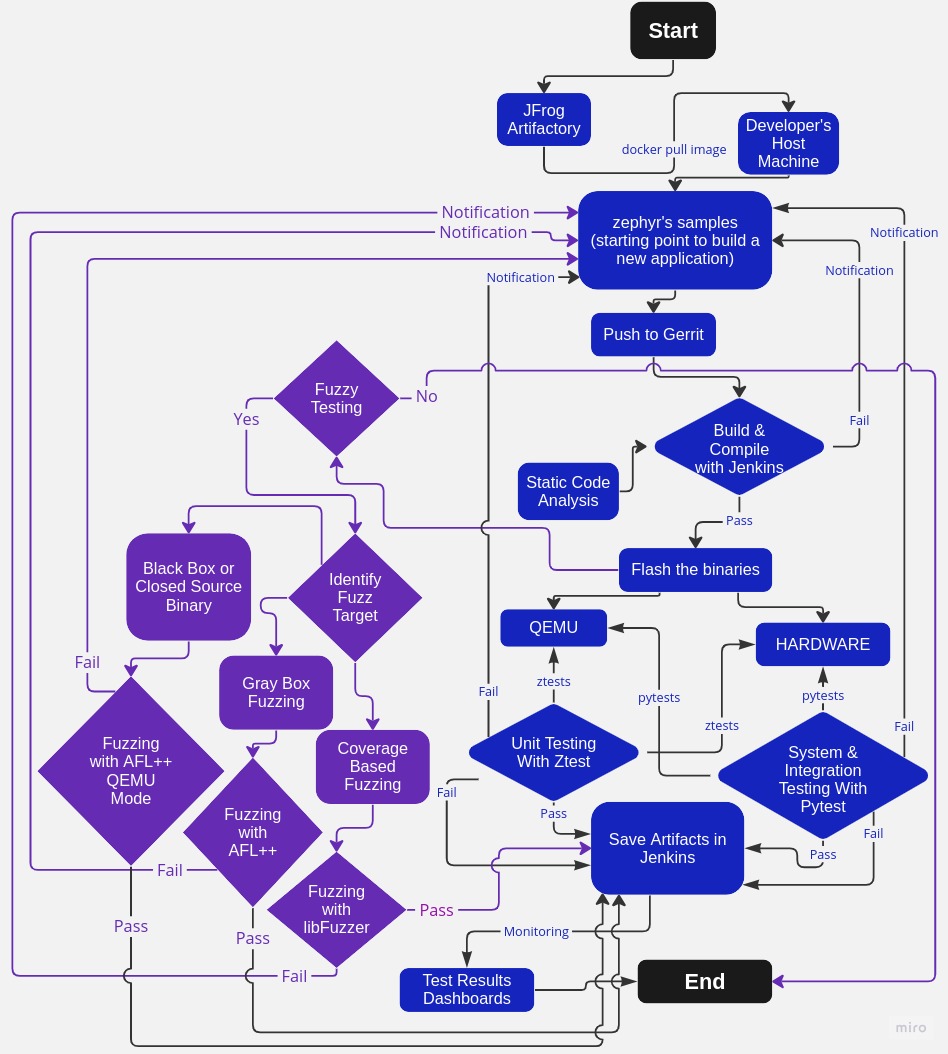 Start
JFrog
Artifactory
docker pull image
Developer's
Host
Machine
Notification
Notification
Notification
zephyr's samples
(starting point to build a
new application)
Notification
Notification
Push to Gerrit
Fuzzy
Testing
Yes
No
Build &
Compile
with Jenkins
Fail
Static Code
Analysis
Pass
Black Box or
Closed Source
Binary
Identify
Fuzz
Target
Flash the binaries
QEMU
HARDWARE
Fail
Gray Box
Fuzzing
Fail
ztests
pytests
pytests
ztests
Fail
Coverage
Based
Fuzzing
Fuzzing
with AFL++
QEMU
Mode
Unit Testing
With Ztest
System &
Integration
Testing With
Pytest
Fail
Pass
Fuzzing
with
AFL++
Save Artifacts in
Jenkins
Fail
Pass
Fail
Fuzzing
with
libFuzzer
Pass
Pass
Pass
Monitoring
Fail
Test Results
Dashboards
End
miro